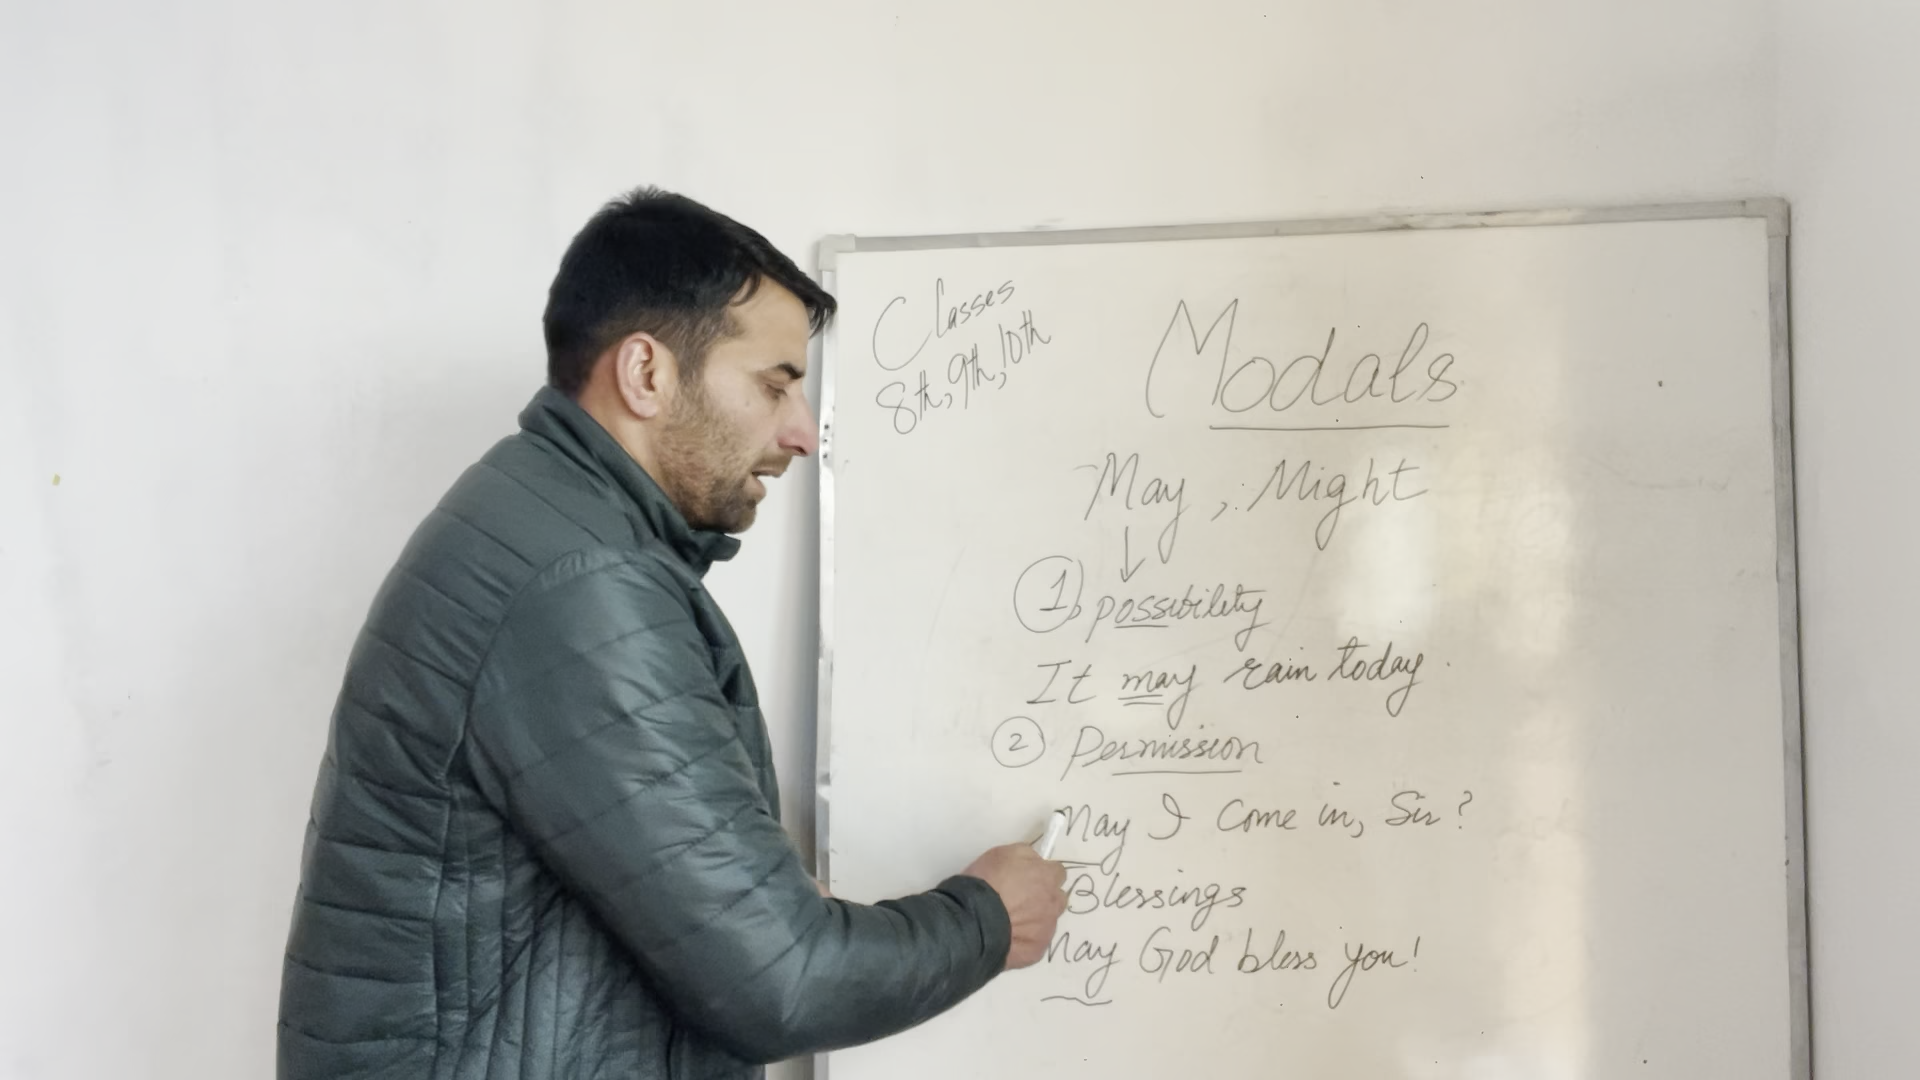 Classes
8th, 9th, 10th
Modals
May, Might
↓
1 possibility
It may rain today.
2 Permission
May I Come in, Sir?
Blessings
May God bless you!